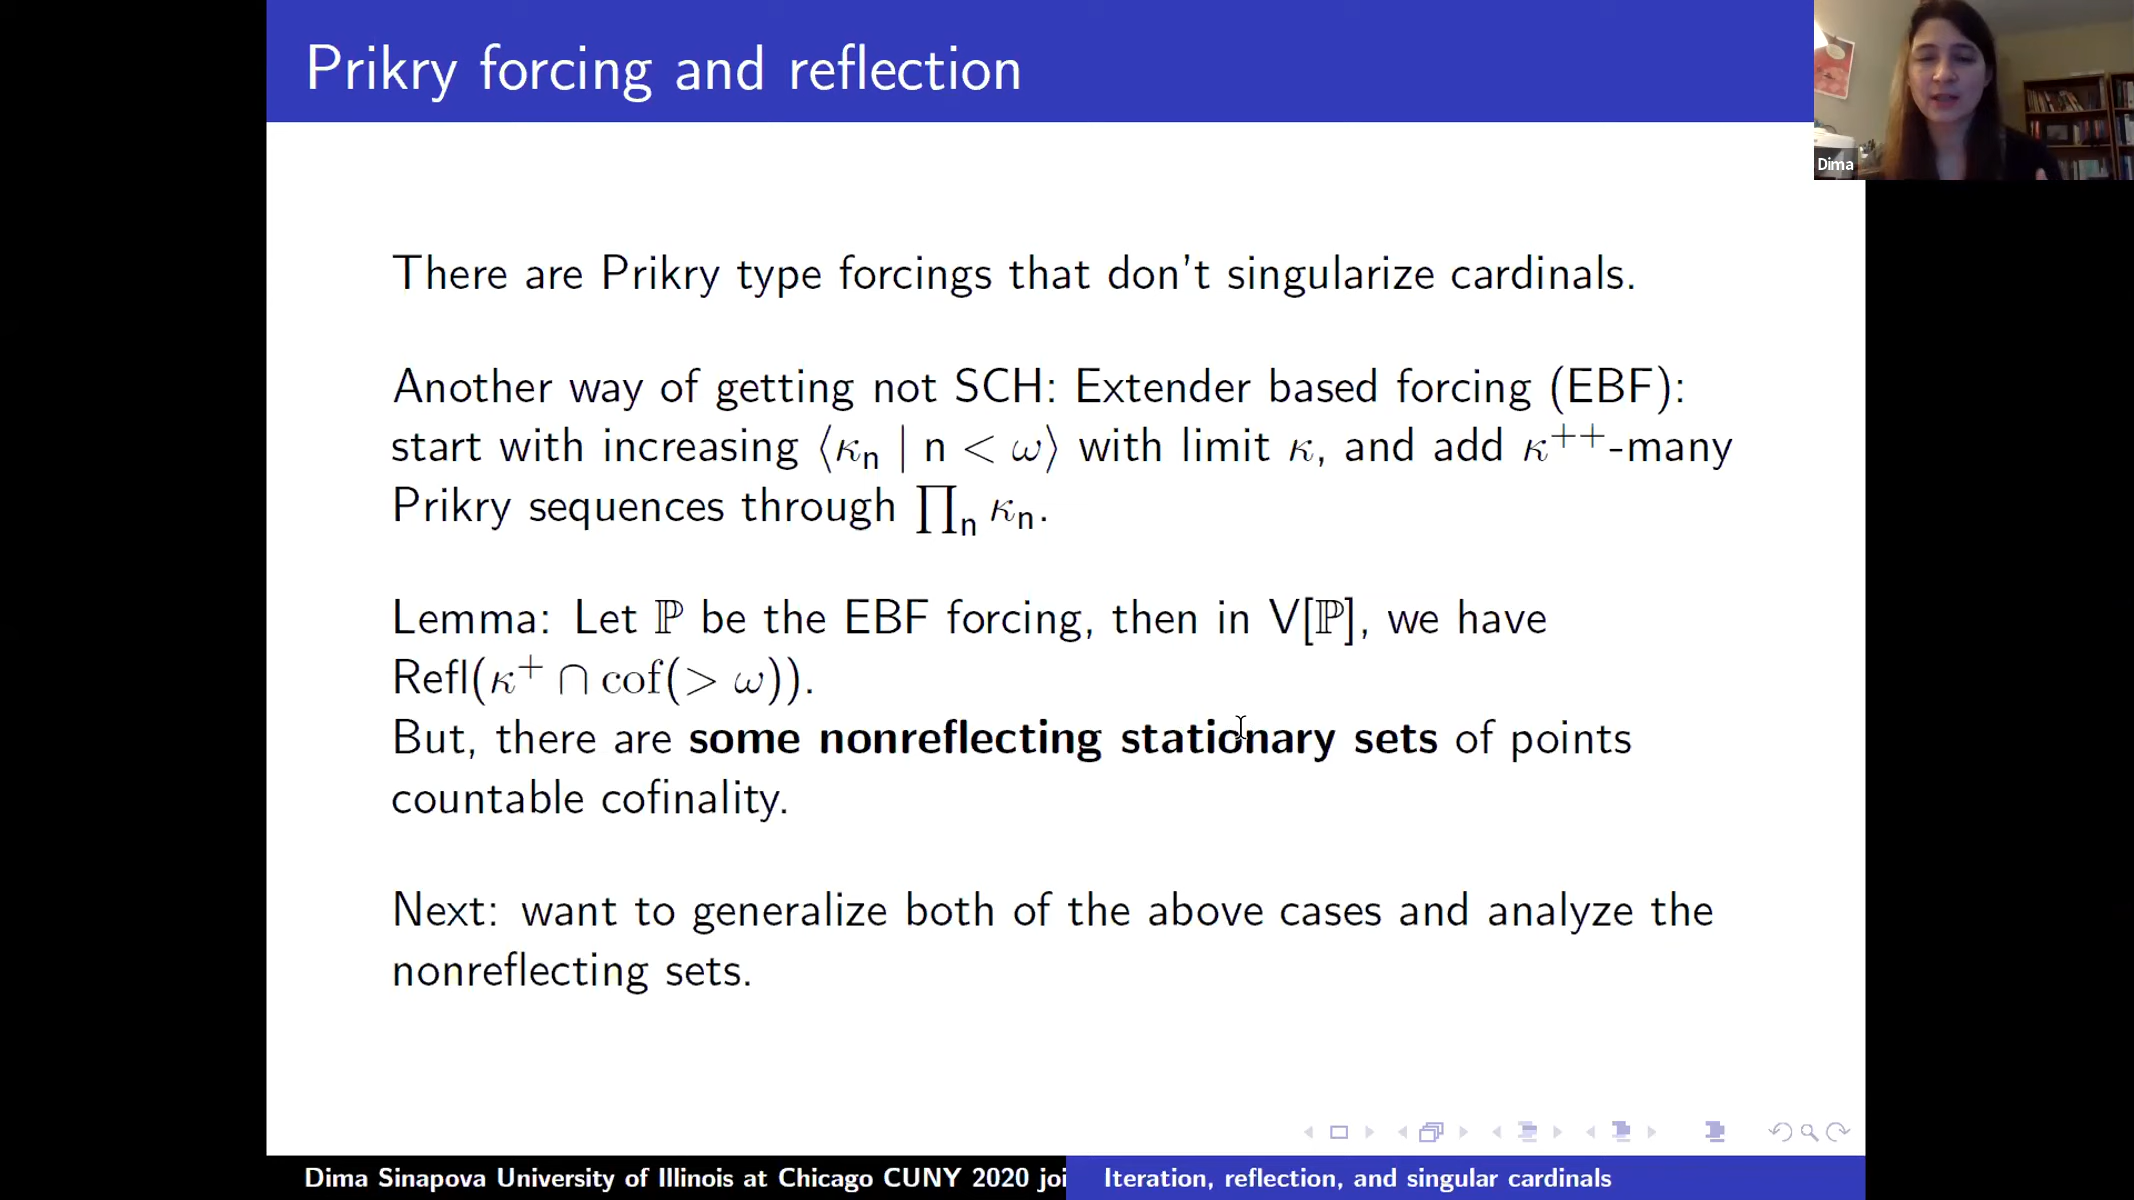 Prikry forcing and reflection
Dima
There are Prikry type forcings that don't singularize cardinals.
Another way of getting not SCH: Extender based forcing (EBF):
start with increasing ⟨κₙ | n < ω⟩ with limit κ, and add κ⁺⁺-many
Prikry sequences through ∏ₙ κₙ.
Lemma: Let ℙ be the EBF forcing, then in V[ℙ], we have
Refl(κ⁺ ∩ cof(> ω)).
But, there are some nonreflecting stationary sets of points
countable cofinality.
Next: want to generalize both of the above cases and analyze the
nonreflecting sets.
Dima Sinapova University of Illinois at Chicago CUNY 2020 joi
Iteration, reflection, and singular cardinals